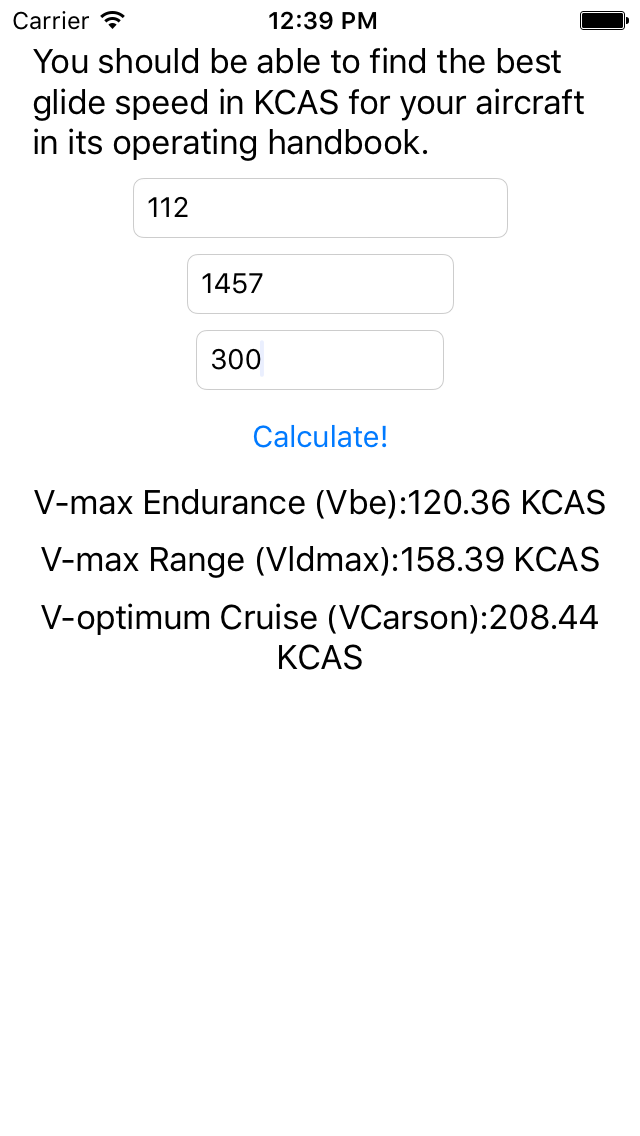 Carrier 12:39 PM
You should be able to find the best
glide speed in KCAS for your aircraft
in its operating handbook.
112
1457
300
Calculate!
V-max Endurance (Vbe):120.36 KCAS
V-max Range (Vldmax):158.39 KCAS
V-optimum Cruise (VCarson):208.44
KCAS